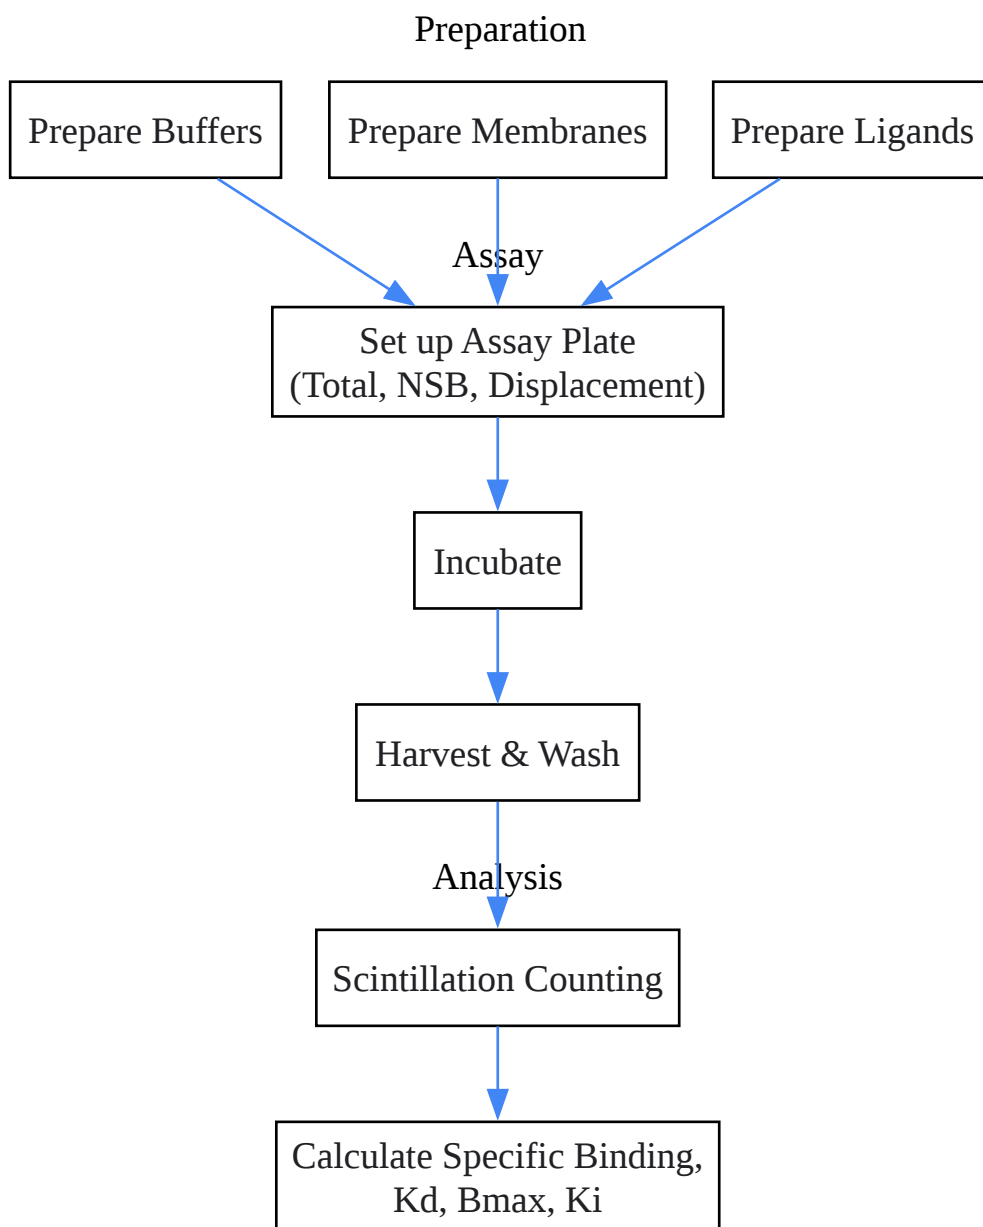 Preparation
Prepare Buffers
Prepare Membranes
Prepare Ligands
Assay
Set up Assay Plate
(Total, NSB, Displacement)
Incubate
Harvest & Wash
Analysis
Scintillation Counting
Calculate Specific Binding,
Kd, Bmax, Ki